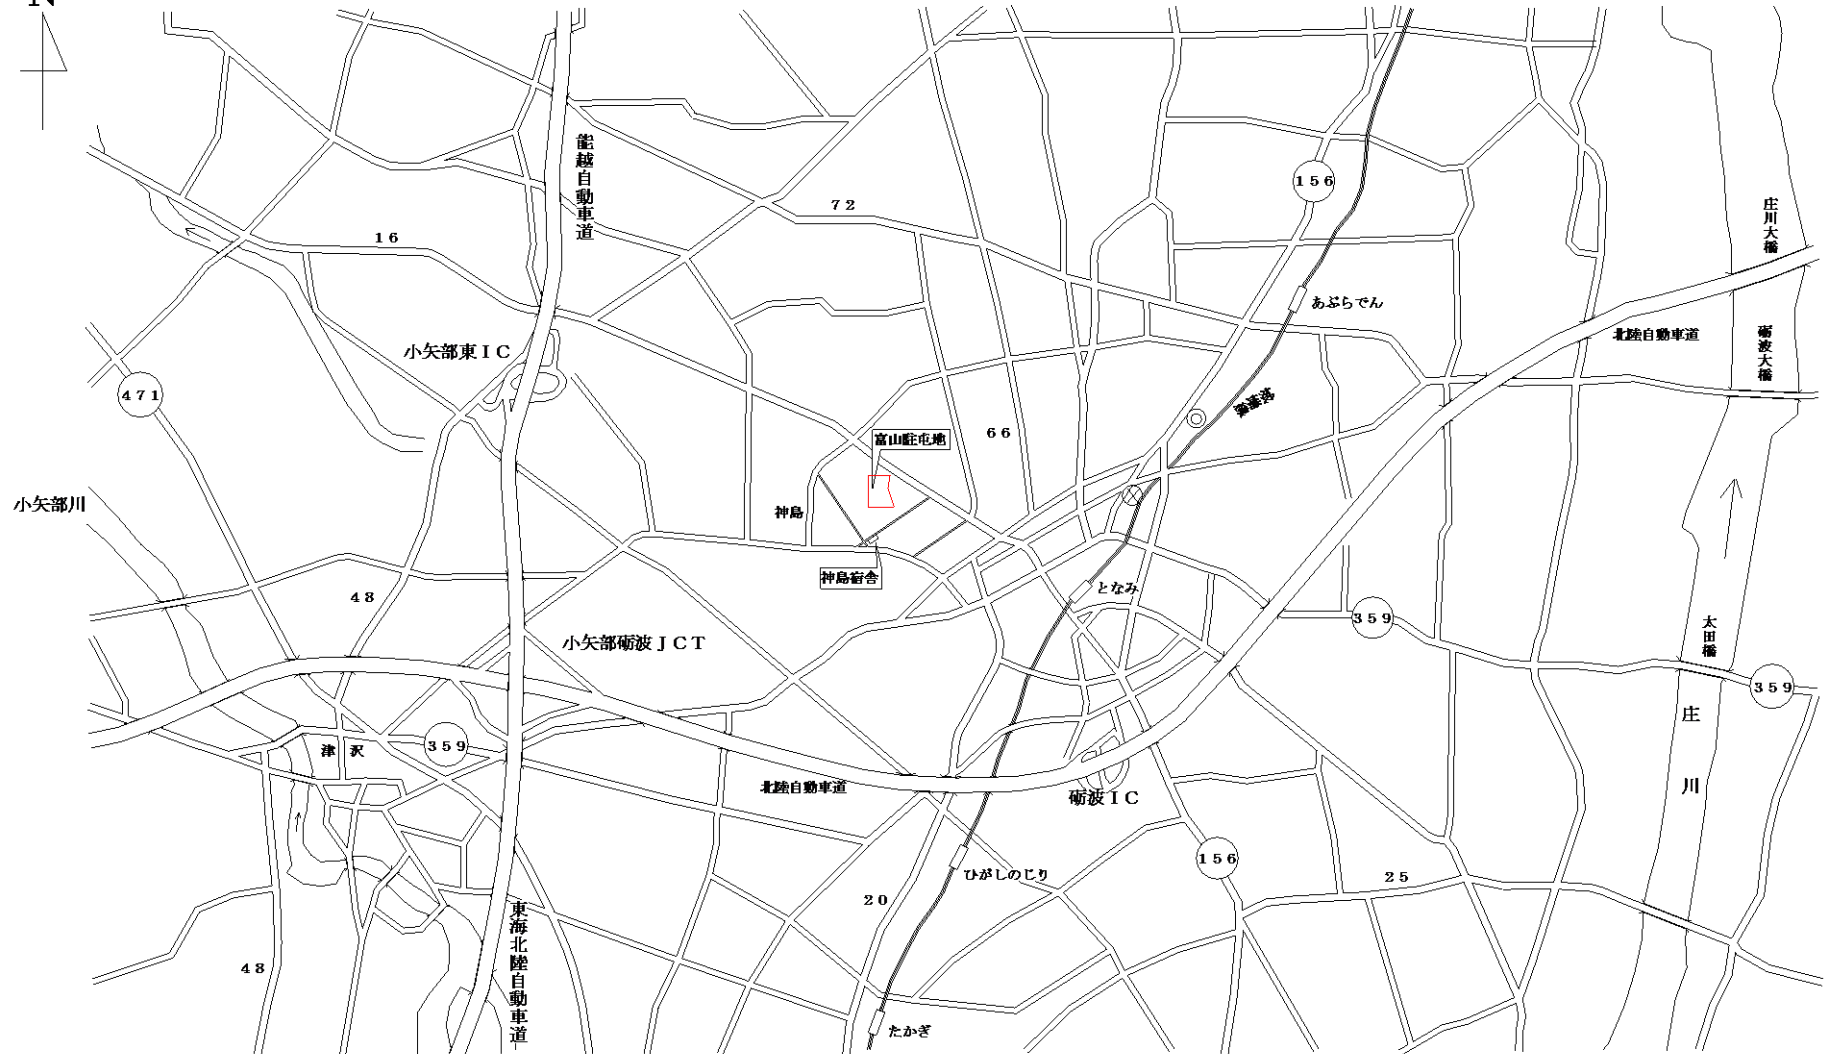 N
能越自動車道
156
72
庄川大橋
16
あぶらでん
北陸自動車道
砺波大橋
小矢部東IC
471
66
富山駐屯地
小矢部川
神島
神島宿舎
となみ
48
359
太田橋
小矢部砺波JCT
359
庄川
359
津沢
北陸自動車道
砺波IC
156
ひがしのじり
25
20
東海北陸自動車道
48
たかぎ